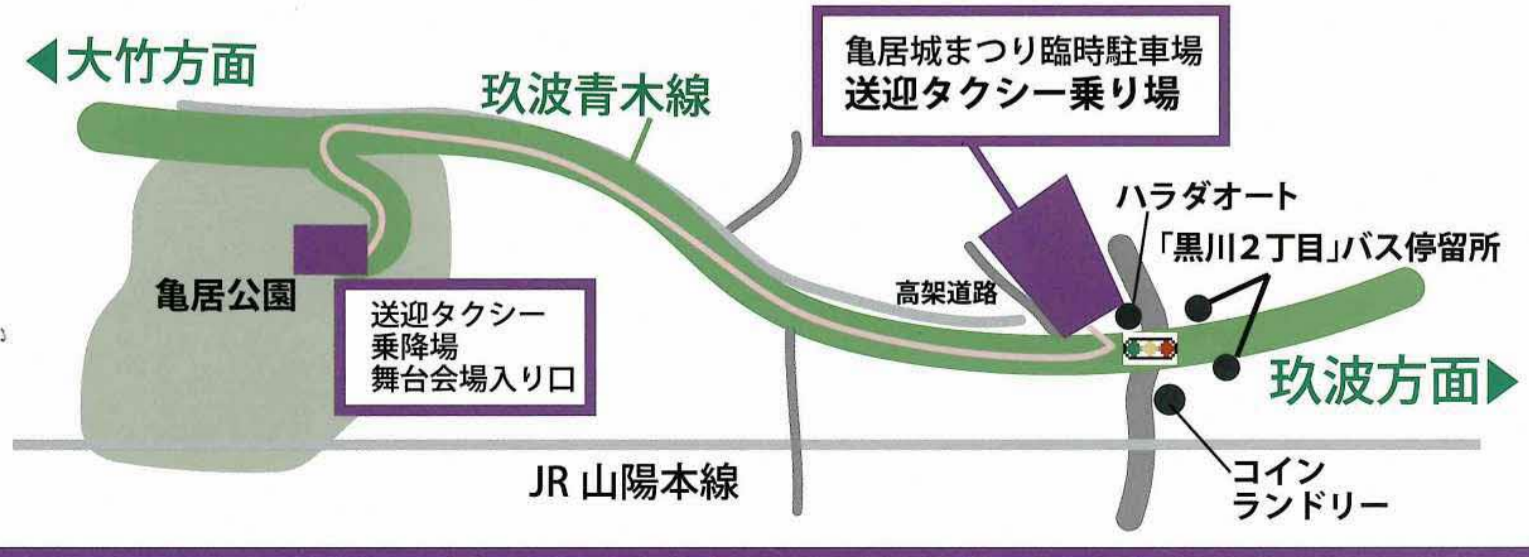 ◀大竹方面
玖波青木線
亀居城まつり臨時駐車場
送迎タクシー乗り場
ハラダオート
「黒川2丁目」バス停留所
高架道路
亀居公園
送迎タクシー
乗降場
舞台会場入り口
玖波方面▶
JR 山陽本線
コイン
ランドリー